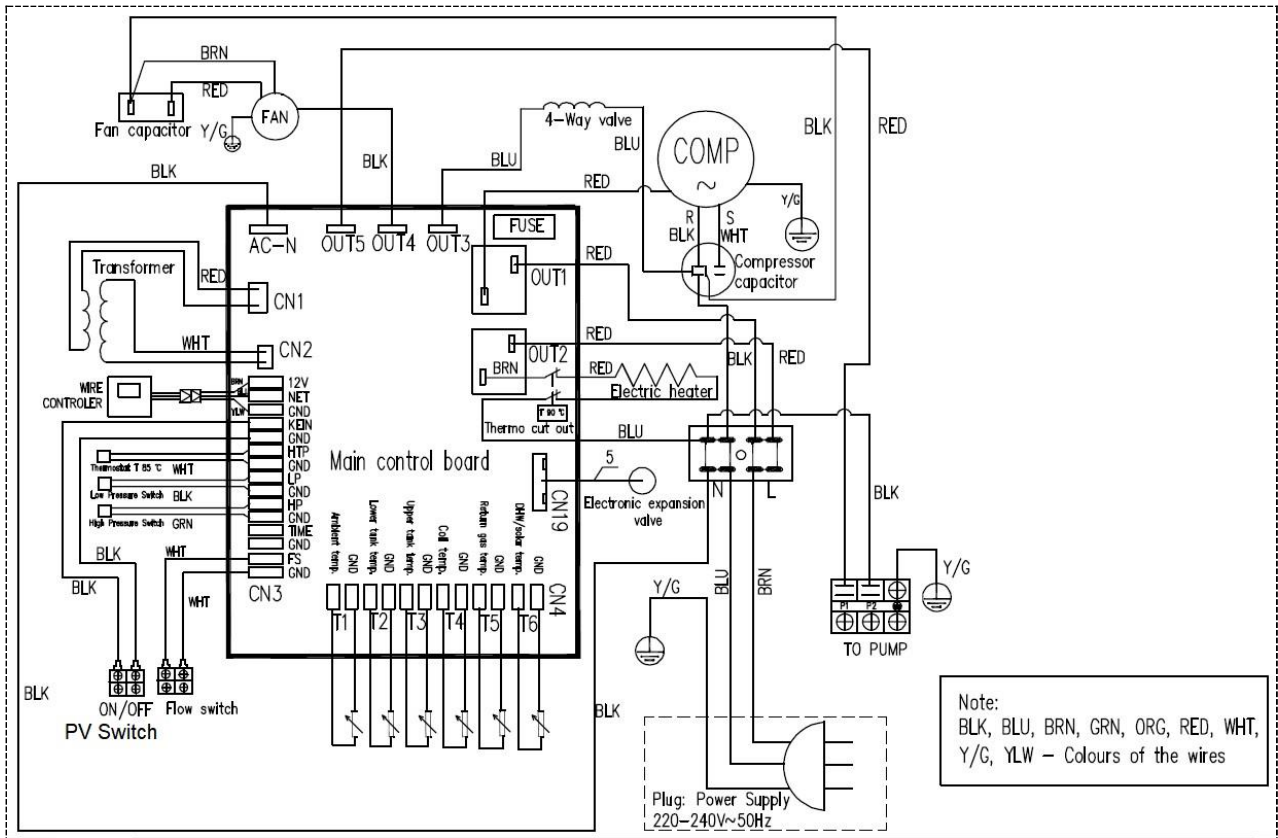 BRN
RED
Fan capacitor
Y/G
FAN
BLK
BLK
BLU
4-Way valve
BLU
COMP
~
RED
R
S
BLK
WHT
Y/G
Compressor
capacitor
BLK
RED
AC-N
OUT5
OUT4
OUT3
FUSE
OUT1
RED
Transformer
RED
CN1
WHT
CN2
OUT2
RED
BRN
RED
Electric heater
BLK
RED
T 90 ℃
Thermo cut out
BLU
WIRE
CONTROLER
BRN
BLU
YLW
12V
NET
GND
KEIN
GND
HTP
GND
LP
GND
HP
GND
TIME
GND
FS
GND
CN3
Thermostat T 85 ℃
WHT
Low Pressure Switch
BLK
High Pressure Switch
GRN
BLK
BLK
WHT
WHT
ON/OFF
PV Switch
Flow switch
BLK
Main control board
CN19
5
Electronic expansion
valve
Ambient temp.
GND
Lower tank temp.
GND
Upper tank temp.
GND
Coil temp.
GND
Return gas temp.
GND
DHW/solar temp.
GND
CN4
T1
T2
T3
T4
T5
T6
N
L
BLK
BLU
BRN
Y/G
BLK
Y/G
P1
P2
TO PUMP
Plug: Power Supply
220-240V~50Hz
Note:
BLK, BLU, BRN, GRN, ORG, RED, WHT,
Y/G, YLW - Colours of the wires